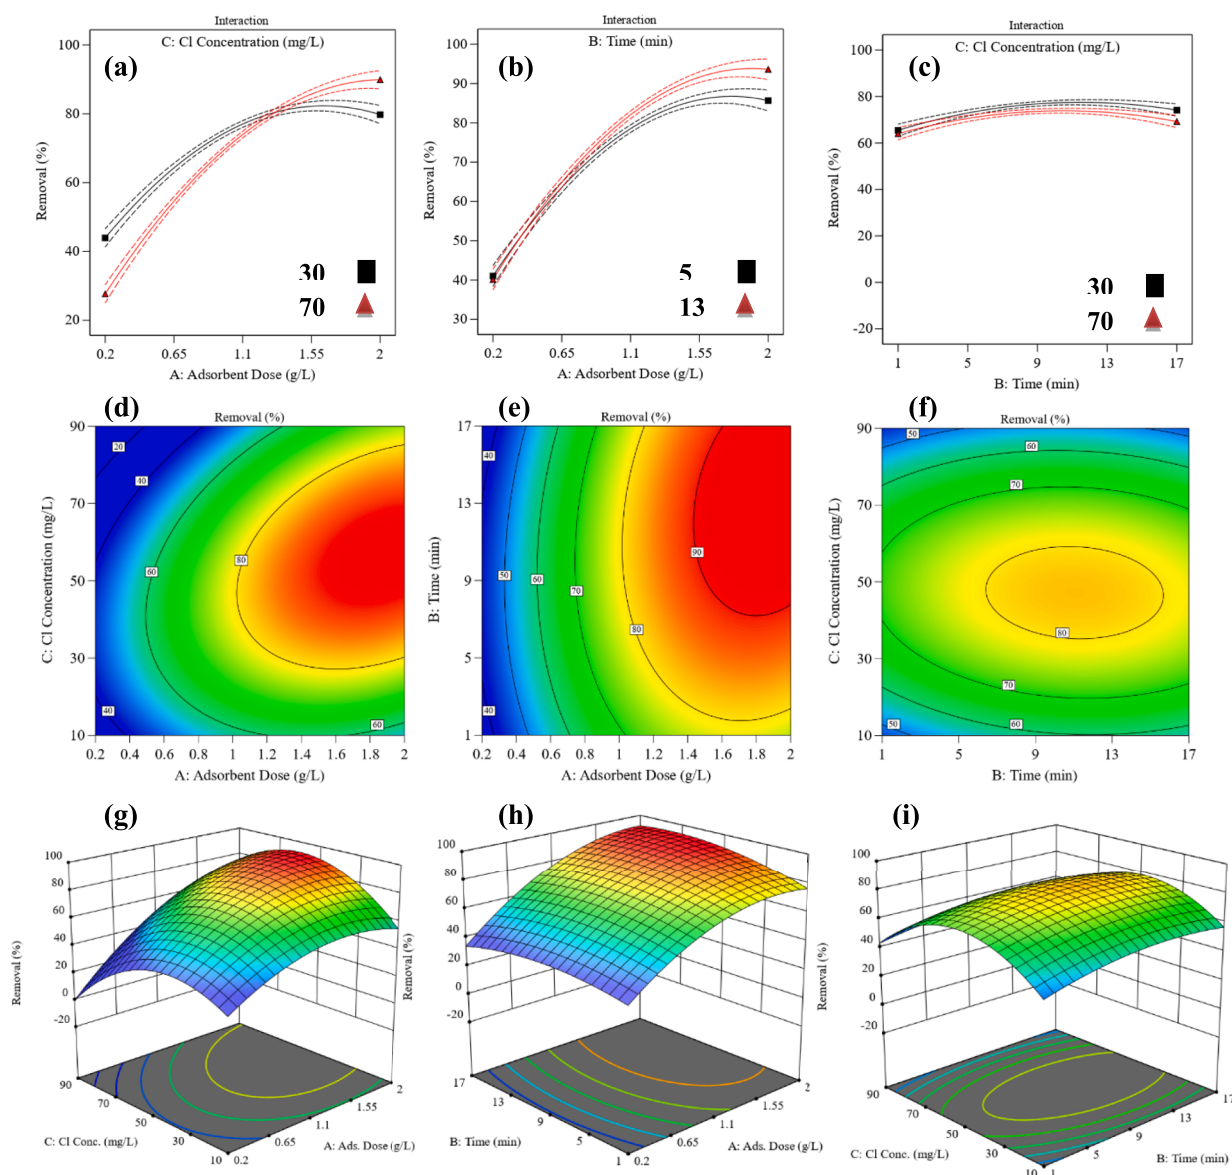 Interaction
C: Cl Concentration (mg/L)
(a)
100
80
60
40
20
Removal (%)
30
70
0.2 0.65 1.1 1.55 2
A: Adsorbent Dose (g/L)
Interaction
B: Time (min)
(b)
100
90
80
70
60
50
40
30
Removal (%)
5
13
0.2 0.65 1.1 1.55 2
A: Adsorbent Dose (g/L)
Interaction
C: Cl Concentration (mg/L)
(c)
100
80
60
40
20
0
-20
Removal (%)
30
70
1 5 9 13 17
B: Time (min)
(d)
Removal (%)
90
70
50
30
10
C: Cl Concentration (mg/L)
20
40
60
80
40
60
0.2 0.4 0.6 0.8 1 1.2 1.4 1.6 1.8 2
A: Adsorbent Dose (g/L)
(e)
Removal (%)
17
13
9
5
1
B: Time (min)
40
50
60
70
80
90
40
0.2 0.4 0.6 0.8 1 1.2 1.4 1.6 1.8 2
A: Adsorbent Dose (g/L)
(f)
Removal (%)
90
70
50
30
10
C: Cl Concentration (mg/L)
50
60
70
80
70
60
50
1 5 9 13 17
B: Time (min)
(g)
100
80
60
40
20
0
-20
Removal (%)
90
70
50
30
10
C: Cl Conc. (mg/L)
0.2
0.65
1.1
1.55
2
A: Ads. Dose (g/L)
(h)
100
80
60
40
20
0
-20
Removal (%)
17
13
9
5
1
B: Time (min)
0.2
0.65
1.1
1.55
2
A: Ads. Dose (g/L)
(i)
100
80
60
40
20
0
-20
Removal (%)
90
70
50
30
10
C: Cl Conc. (mg/L)
1
5
9
13
17
B: Time (min)